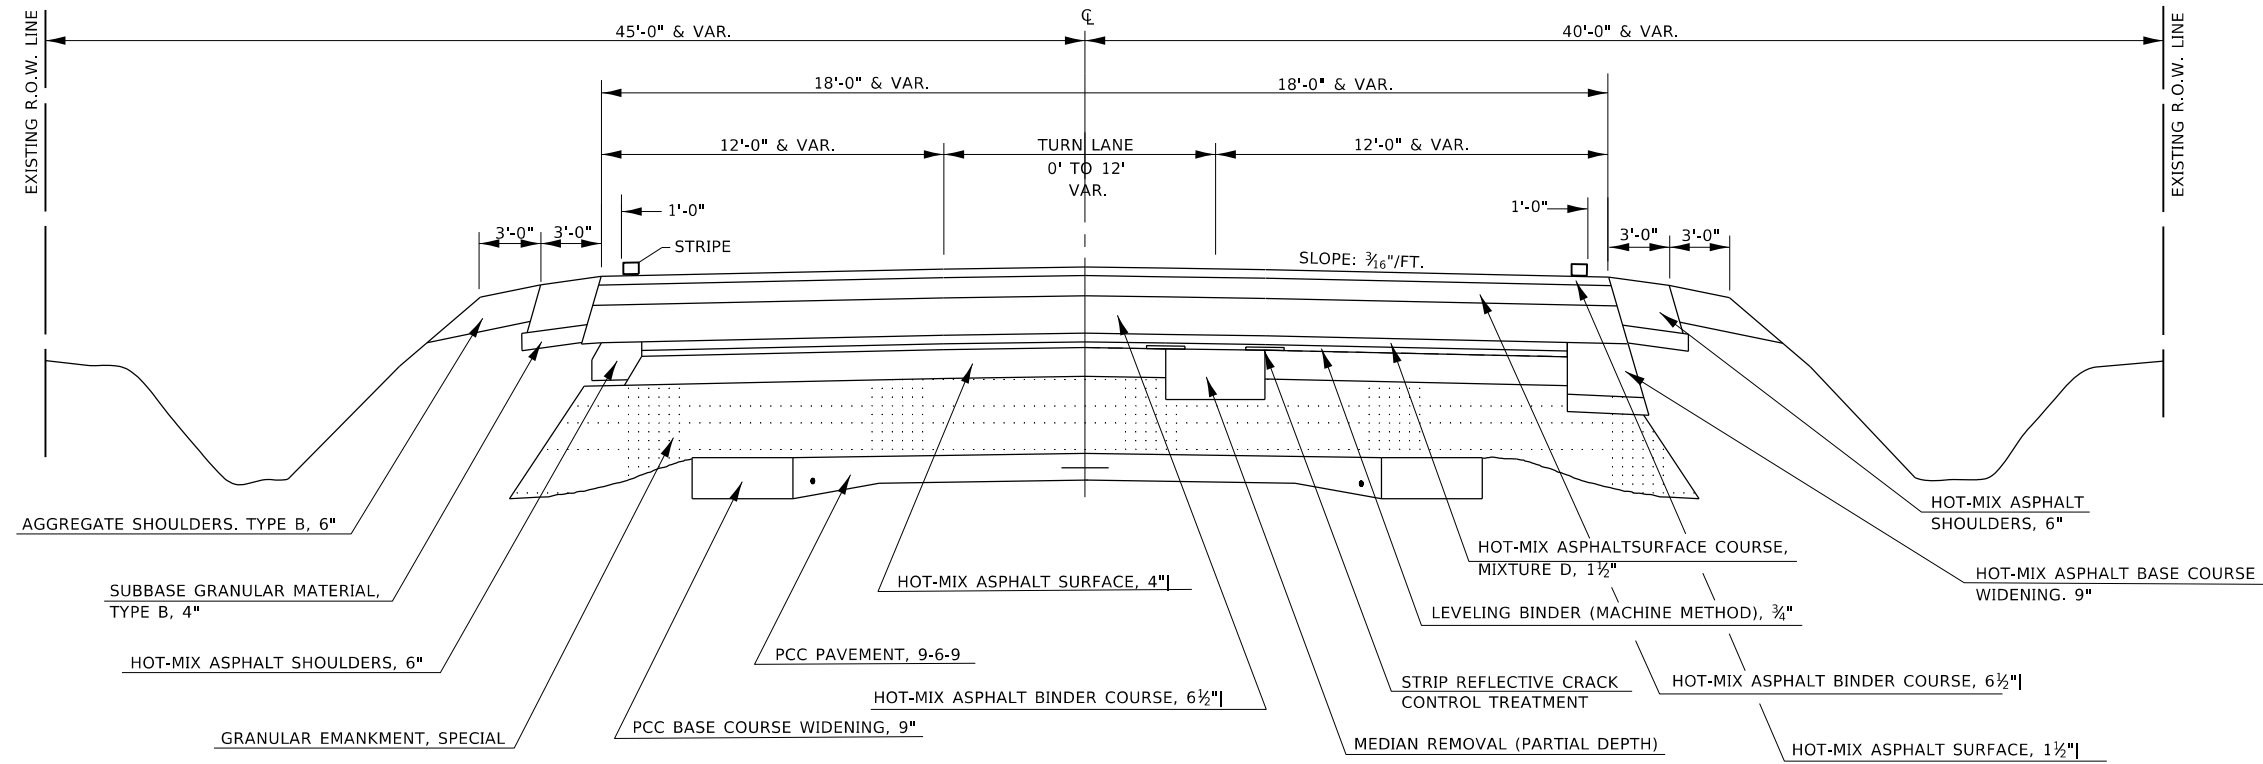 ℄
45'-0" & VAR.
40'-0" & VAR.
EXISTING R.O.W. LINE
EXISTING R.O.W. LINE
18'-0" & VAR.
18'-0" & VAR.
12'-0" & VAR.
TURN LANE
0' TO 12'
VAR.
12'-0" & VAR.
1'-0"
1'-0"
3'-0"
3'-0"
STRIPE
3'-0"
3'-0"
SLOPE: 3/16"/FT.
AGGREGATE SHOULDERS. TYPE B, 6"
HOT-MIX ASPHALT
SHOULDERS, 6"
SUBBASE GRANULAR MATERIAL,
TYPE B, 4"
HOT-MIX ASPHALT SURFACE, 4"|
HOT-MIX ASPHALTSURFACE COURSE,
MIXTURE D, 1½"
HOT-MIX ASPHALT BASE COURSE
WIDENING. 9"
LEVELING BINDER (MACHINE METHOD), ¾"
HOT-MIX ASPHALT SHOULDERS, 6"
PCC PAVEMENT, 9-6-9
HOT-MIX ASPHALT BINDER COURSE, 6½"|
STRIP REFLECTIVE CRACK
CONTROL TREATMENT
HOT-MIX ASPHALT BINDER COURSE, 6½"|
GRANULAR EMANKMENT, SPECIAL
PCC BASE COURSE WIDENING, 9"
MEDIAN REMOVAL (PARTIAL DEPTH)
HOT-MIX ASPHALT SURFACE, 1½"|